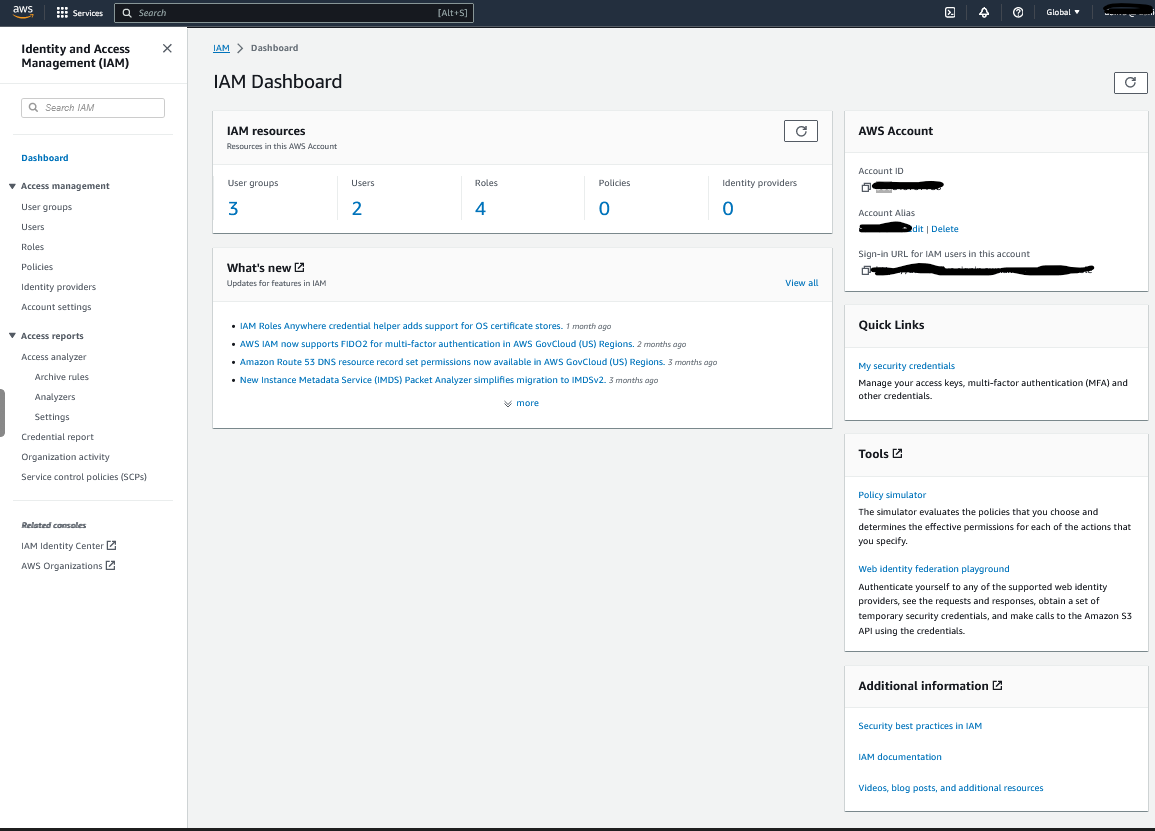 aws
Services
Search
[Alt+S]
Global
Identity and Access
Management (IAM)
Search IAM
Dashboard
Access management
User groups
Users
Roles
Policies
Identity providers
Account settings
Access reports
Access analyzer
Archive rules
Analyzers
Settings
Credential report
Organization activity
Service control policies (SCPs)
Related consoles
IAM Identity Center
AWS Organizations
IAM > Dashboard
IAM Dashboard
IAM resources
Resources in this AWS Account
User groups
3
Users
2
Roles
4
Policies
0
Identity providers
0
What's new
Updates for features in IAM
View all
IAM Roles Anywhere credential helper adds support for OS certificate stores. 1 month ago
AWS IAM now supports FIDO2 for multi-factor authentication in AWS GovCloud (US) Regions. 2 months ago
Amazon Route 53 DNS resource record set permissions now available in AWS GovCloud (US) Regions. 3 months ago
New Instance Metadata Service (IMDS) Packet Analyzer simplifies migration to IMDSv2. 3 months ago
more
AWS Account
Account ID
Account Alias
dit | Delete
Sign-in URL for IAM users in this account
Quick Links
My security credentials
Manage your access keys, multi-factor authentication (MFA) and
other credentials.
Tools
Policy simulator
The simulator evaluates the policies that you choose and
determines the effective permissions for each of the actions that
you specify.
Web identity federation playground
Authenticate yourself to any of the supported web identity
providers, see the requests and responses, obtain a set of
temporary security credentials, and make calls to the Amazon S3
API using the credentials.
Additional information
Security best practices in IAM
IAM documentation
Videos, blog posts, and additional resources